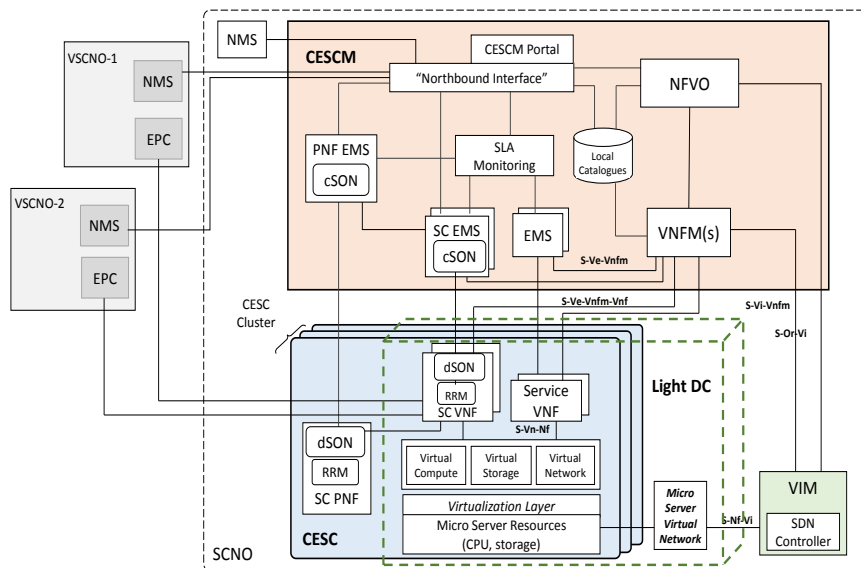 NMS
CESCM
CESCM Portal
"Northbound Interface"
NFVO
VSCNO-1
NMS
EPC
PNF EMS
cSON
SLA
Monitoring
Local
Catalogues
VSCNO-2
NMS
EPC
SC EMS
cSON
EMS
VNFM(s)
S-Ve-Vnfm
CESC
Cluster
S-Ve-Vnfm-Vnf
S-Vi-Vnfm
S-Or-Vi
dSON
RRM
SC VNF
Service
VNF
Light DC
S-Vn-Nf
dSON
RRM
SC PNF
Virtual
Compute
Virtual
Storage
Virtual
Network
Virtualization Layer
Micro Server Resources
(CPU, storage)
Micro
Server
Virtual
Network
S-Nf-Vi
VIM
SDN
Controller
CESC
SCNO